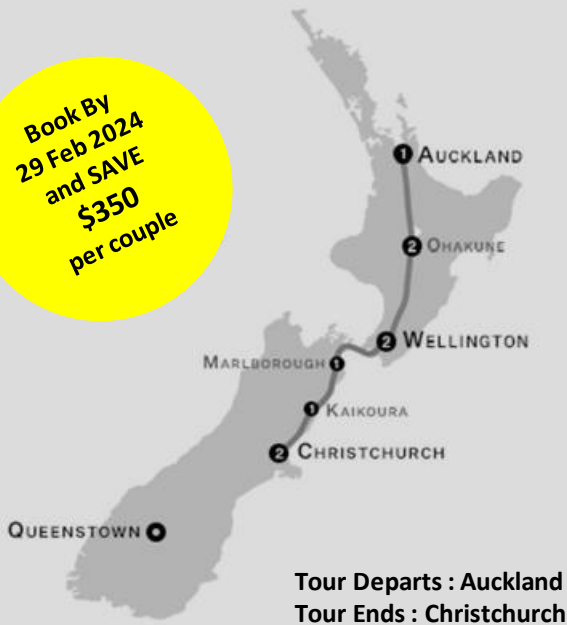 Book By
29 Feb 2024
and SAVE
$350
per couple
1 AUCKLAND
2 OHAKUNE
2 WELLINGTON
MARLBOROUGH 1
1 KAIKOURA
2 CHRISTCHURCH
QUEENSTOWN
Tour Departs : Auckland
Tour Ends : Christchurch